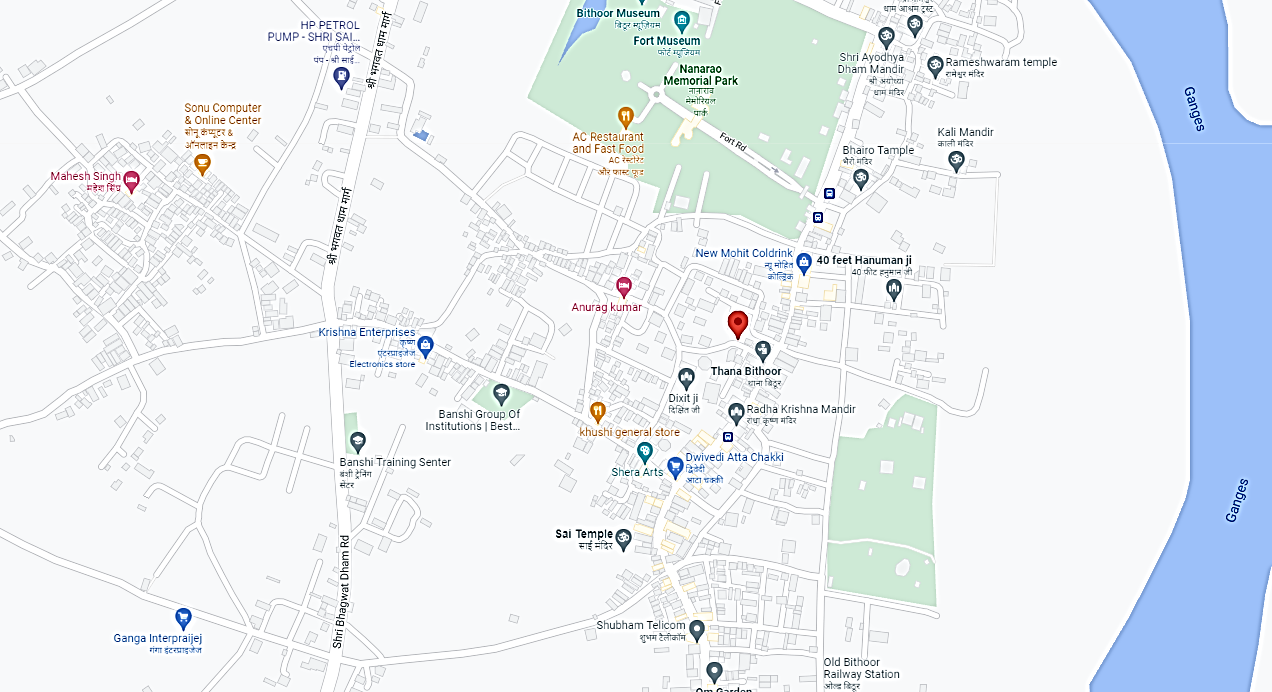 Bithoor Museum
बिठूर म्यूजियम
Fort Museum
फोर्ट म्यूजियम
HP PETROL
PUMP - SHRI SAI...
एचपी पेट्रोल
पंप - श्री साई...
श्री भगवत धाम मार्ग
धाम आश्रम ट्रस्ट
Shri Ayodhya
Dham Mandir
श्री अयोध्या
धाम मंदिर
Rameshwaram temple
रामेश्वर मंदिर
Nanarao
Memorial Park
नानाराव
मेमोरियल
पार्क
Ganges
Sonu Computer
& Online Center
सोनू कंप्यूटर &
ऑनलाइन केन्द्र
AC Restaurant
and Fast Food
AC रेस्टोरेंट
और फास्ट फूड
Fort Rd
Kali Mandir
काली मंदिर
Bhairo Tample
भैरो मंदिर
Mahesh Singh
महेश सिंघ
श्री भगवत धाम मार्ग
New Mohit Coldrink
न्यू मोहित
कोल्ड्रिंक
40 feet Hanuman ji
40 फीट हनुमान जी
Anurag kumar
Krishna Enterprises
कृष्ण
एंटरप्राइजेज
Electronics store
Thana Bithoor
थाना बिठूर
Dixit ji
दिक्षित जी
Banshi Group Of
Institutions | Best...
Radha Krishna Mandir
राधा कृष्ण मंदिर
khushi general store
Banshi Training Senter
बंशी ट्रेनिंग
सेंटर
Shera Arts
Dwivedi Atta Chakki
द्विवेदी
आटा चक्की
Ganges
Sai Temple
साईं मंदिर
Shri Bhagwat Dham Rd
Ganga Interpraijej
गंगा इंटरप्राइजेज
Shubham Telicom
शुभम टैलीकॉम
Old Bithoor
Railway Station
ओल्ड बिठूर
Om Garden